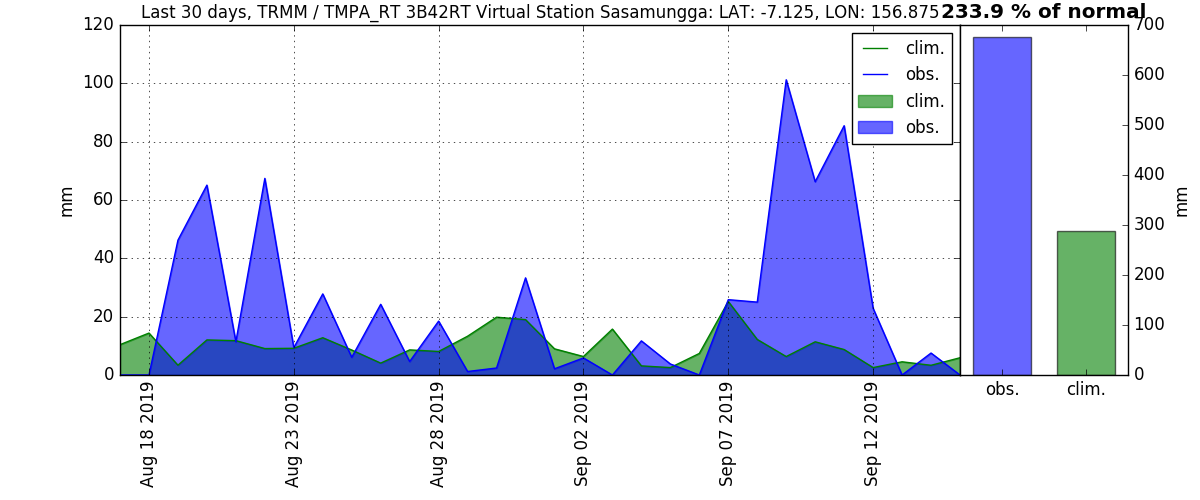 Last 30 days, TRMM / TMPA_RT 3B42RT Virtual Station Sasamungga: LAT: -7.125, LON: 156.875
233.9 % of normal
120
100
80
60
40
20
0
mm
clim.
obs.
clim.
obs.
Aug 18 2019
Aug 23 2019
Aug 28 2019
Sep 02 2019
Sep 07 2019
Sep 12 2019
700
600
500
400
300
200
100
0
mm
obs.
clim.